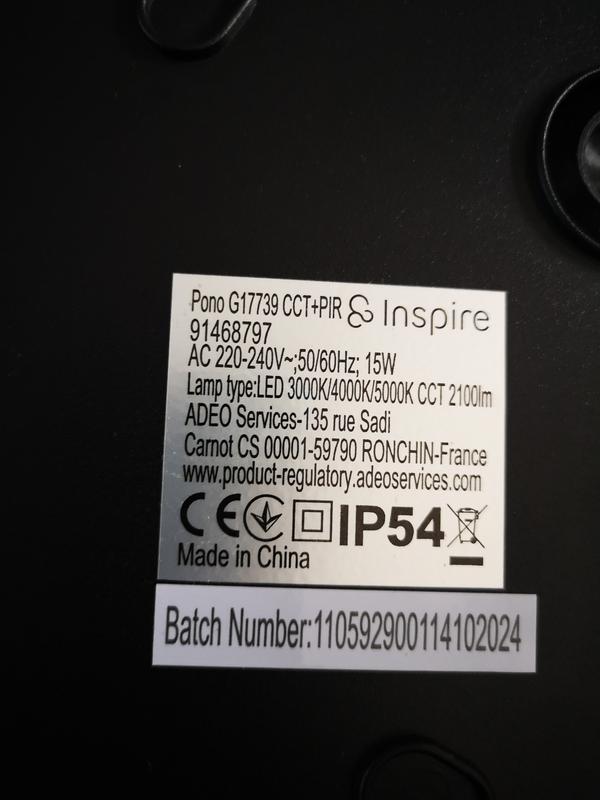 Pono G17739 CCT+PIR Inspire
91468797
AC 220-240V~;50/60Hz; 15W
Lamp type:LED 3000K/4000K/5000K CCT 2100lm
ADEO Services-135 rue Sadi
Carnot CS 00001-59790 RONCHIN-France
www.product-regulatory.adeoservices.com
CE IP54
Made in China
Batch Number:110592900114102024